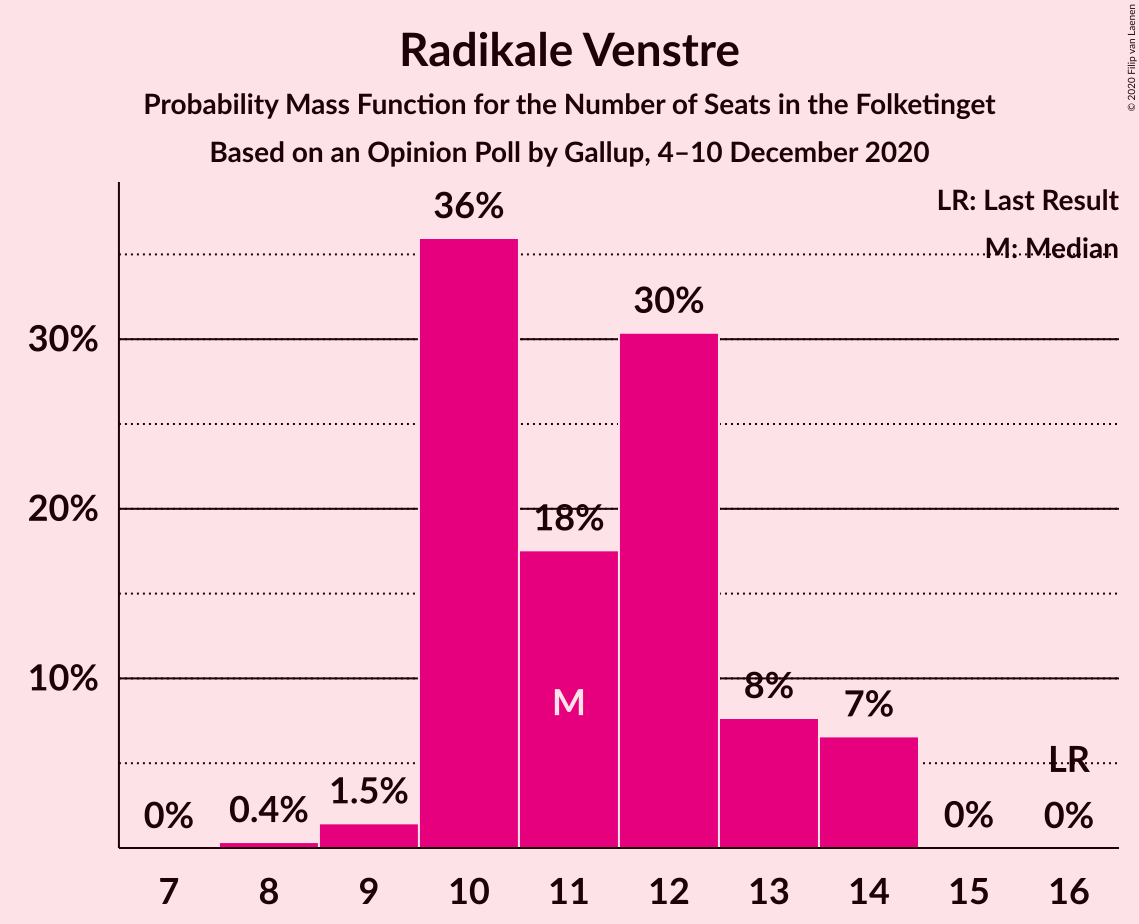 Radikale Venstre
Probability Mass Function for the Number of Seats in the Folketinget
Based on an Opinion Poll by Gallup, 4–10 December 2020
© 2020 Filip van Laenen
LR: Last Result
M: Median
36%
30%
30%
20%
18%
10%
M
8%
7%
LR
0%
0.4%
1.5%
0%
0%
7 8 9 10 11 12 13 14 15 16